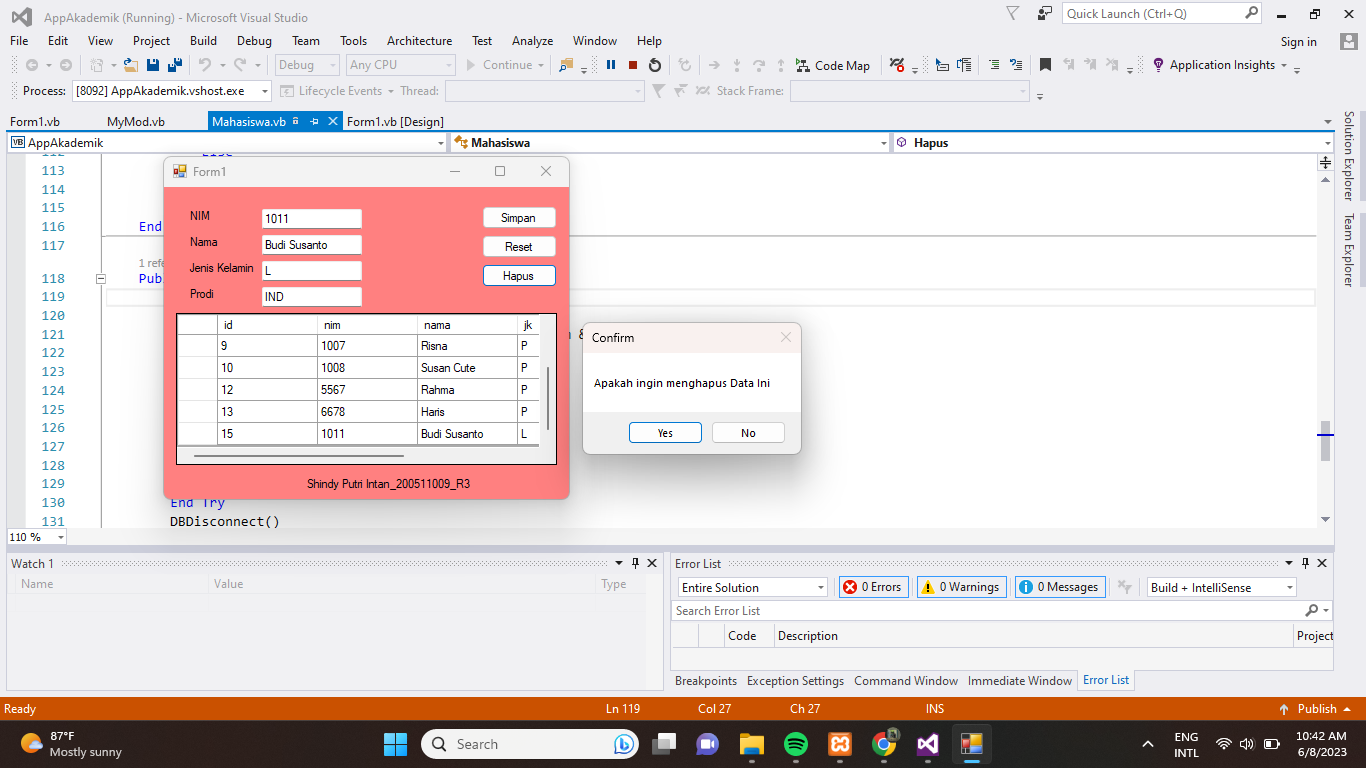 AppAkademik (Running) - Microsoft Visual Studio
Quick Launch (Ctrl+Q)
File Edit View Project Build Debug Team Tools Architecture Test Analyze Window Help
Sign in
Debug Any CPU Continue Code Map Application Insights
Process: [8092] AppAkademik.vshost.exe Lifecycle Events Thread: Stack Frame:
Form1.vb MyMod.vb Mahasiswa.vb Form1.vb [Design]
AppAkademik Mahasiswa Hapus
Solution Explorer
Team Explorer
113
114
115
116 End
117
1 refe
118 Pub
119
120
121 &
122
123
124
125
126
127
128
129
130 End Try
131 DBDisconnect()
110 %
Form1
NIM 1011 Simpan
Nama Budi Susanto Reset
Jenis Kelamin L Hapus
Prodi IND
id nim nama jk
9 1007 Risna P
10 1008 Susan Cute P
12 5567 Rahma P
13 6678 Haris P
15 1011 Budi Susanto L
Shindy Putri Intan_200511009_R3
Confirm
Apakah ingin menghapus Data Ini
Yes No
Watch 1
Name Value Type
Error List
Entire Solution 0 Errors 0 Warnings 0 Messages Build + IntelliSense
Search Error List
Code Description Project
Breakpoints Exception Settings Command Window Immediate Window Error List
Ready Ln 119 Col 27 Ch 27 INS Publish
87°F
Mostly sunny
Search
ENG
INTL
10:42 AM
6/8/2023